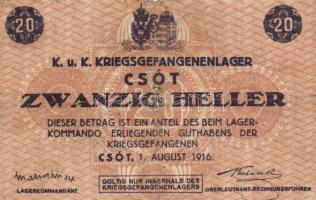 20 20
K. u. K. KRIEGSGEFANGENENLAGER
CSÓT
ZWANZIG HELLER
DIESER BETRAG IST EIN ANTEIL DES BEIM LAGER-
KOMMANDO ERLIEGENDEN GUTHABENS DER
KRIEGSGEFANGENEN
CSÓT, 1. AUGUST 1916.
LAGERKOMMANDANT
GÜLTIG NUR INNERHALB DES
KRIEGSGEFANGENENLAGERS
OBERLEUTNANT-RECHNUNGSFÜHRER